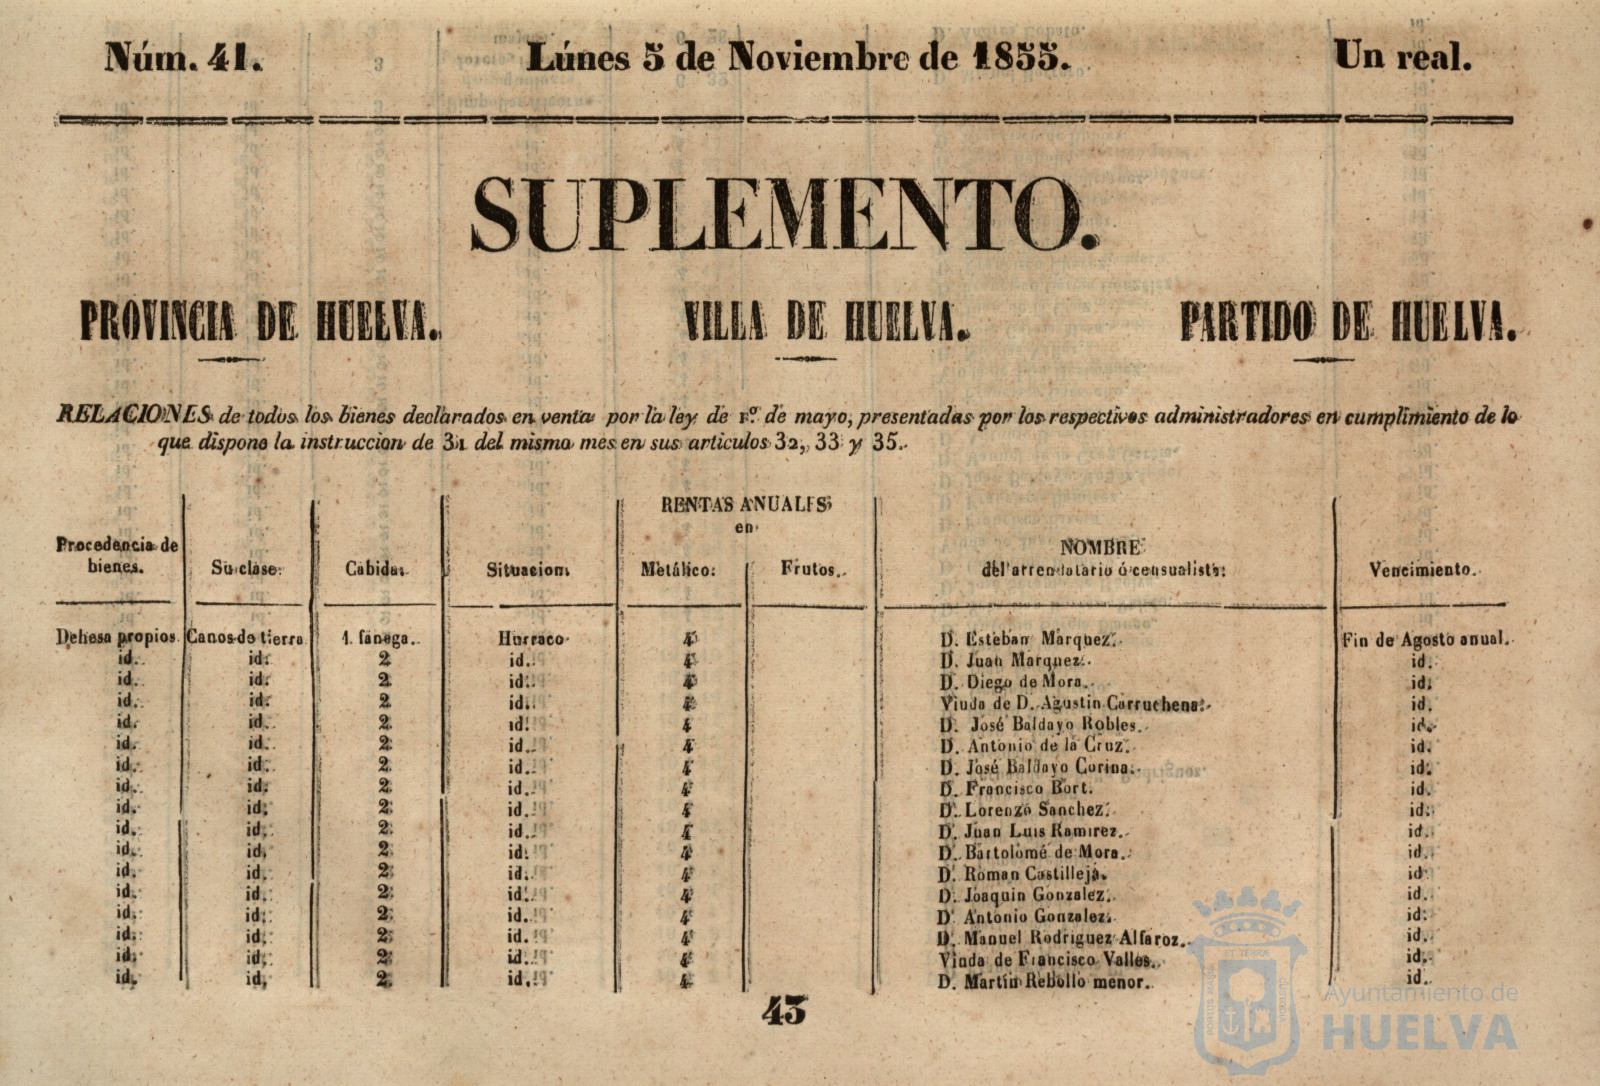 Núm. 41. Lúnes 5 de Noviembre de 1855. Un real.
SUPLEMENTO.
PROVINCIA DE HUELVA. VILLA DE HUELVA. PARTIDO DE HUELVA.
RELACIONES de todos los bienes declarados en venta por la ley de 1.º de mayo, presentadas por los respectivos administradores en cumplimiento de lo
que dispone la instruccion de 31 del mismo mes en sus articulos 32, 33 y 35.
RENTAS ANUALES
en
Procedencia de bienes. Su clase. Cabida. Situacion. Metálico. Frutos. NOMBRE del arrendatario ó censualista. Vencimiento.
Dehesa propios. Canos de tierra 1. fanega. Hurraco 4 D. Esteban Marquez. Fin de Agosto anual.
id. id. 2 id. 4 D. Juan Marquez. id.
id. id. 2 id. 4 D. Diego de Mora. id.
id. id. 2 id. 4 Viuda de D. Agustin Carruchena. id.
id. id. 2 id. 4 D. José Baldayo Robles. id.
id. id. 2 id. 4 D. Antonio de la Cruz. id.
id. id. 2 id. 4 D. José Baldayo Corina. id.
id. id. 2 id. 4 D. Francisco Bort. id.
id. id. 2 id. 4 D. Lorenzo Sanchez. id.
id. id. 2 id. 4 D. Juan Luis Ramirez. id.
id. id. 2 id. 4 D. Bartolomé de Mora. id.
id. id. 2 id. 4 D. Roman Castilleja. id
id. id. 2 id. 4 D. Joaquin Gonzalez. id.
id. id. 2 id. 4 D. Antonio Gonzalez. id.
id. id. 2 id. 4 D. Manuel Rodriguez Alfaroz. id.
id. id. 2 id. 4 Viuda de Francisco Valles. id.
id. id. 2 id. 4 D. Martin Rebollo menor. id.
43
Ayuntamiento de
HUELVA